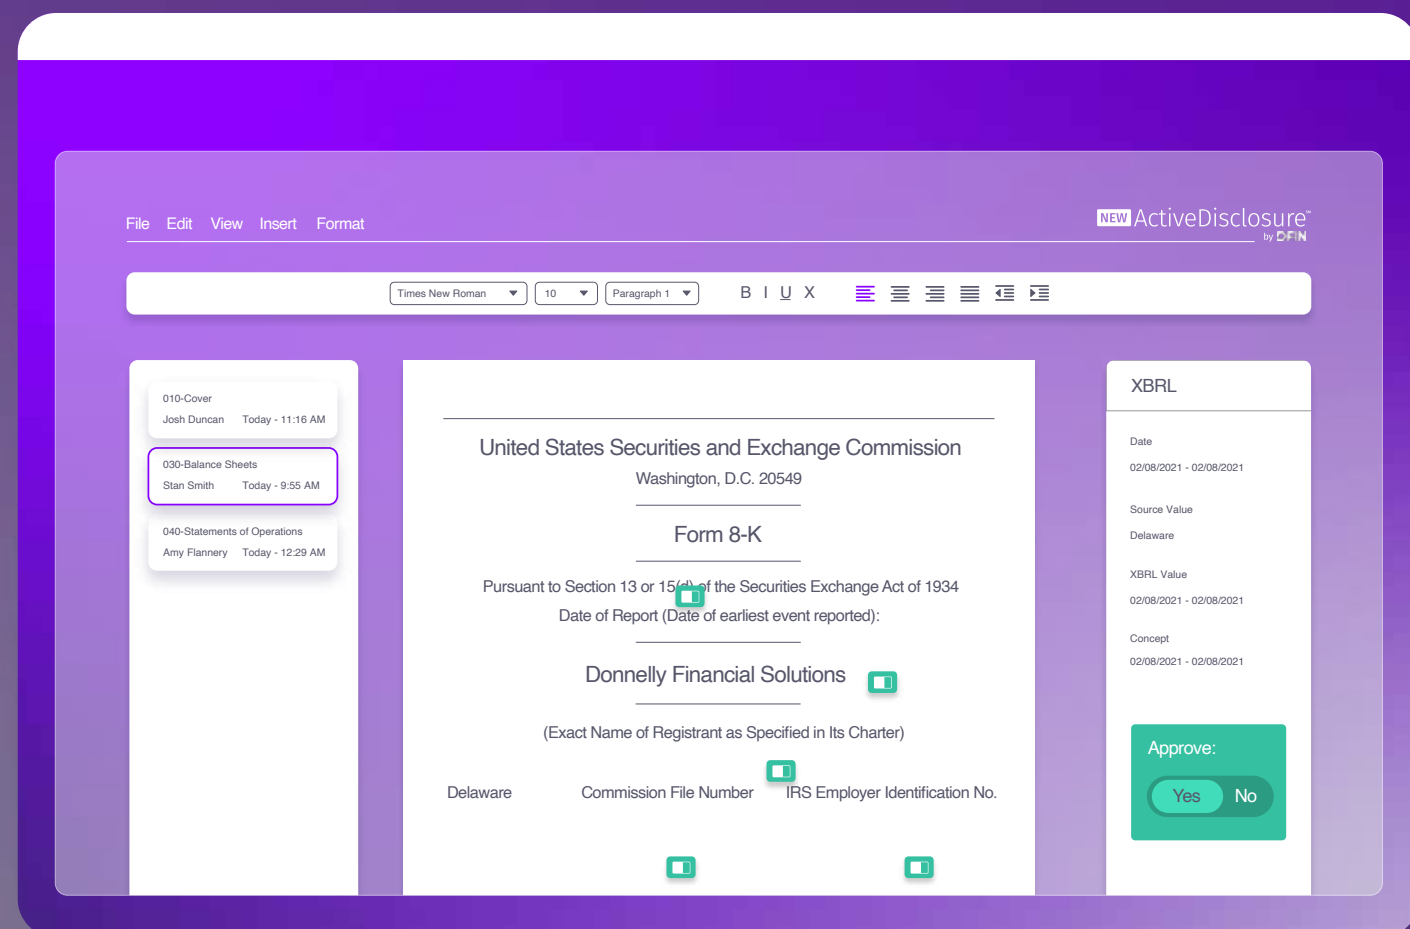 File Edit View Insert Format
NEW ActiveDisclosure™
by DFIN
Times New Roman 10 Paragraph 1 B I U X
010-Cover
Josh Duncan Today - 11:16 AM
030-Balance Sheets
Stan Smith Today - 9:55 AM
040-Statements of Operations
Amy Flannery Today - 12:29 AM
United States Securities and Exchange Commission
Washington, D.C. 20549
Form 8-K
Pursuant to Section 13 or 15(d) of the Securities Exchange Act of 1934
Date of Report (Date of earliest event reported):
Donnelly Financial Solutions
(Exact Name of Registrant as Specified in Its Charter)
Delaware Commission File Number IRS Employer Identification No.
XBRL
Date
02/08/2021 - 02/08/2021
Source Value
Delaware
XBRL Value
02/08/2021 - 02/08/2021
Concept
02/08/2021 - 02/08/2021
Approve:
Yes No